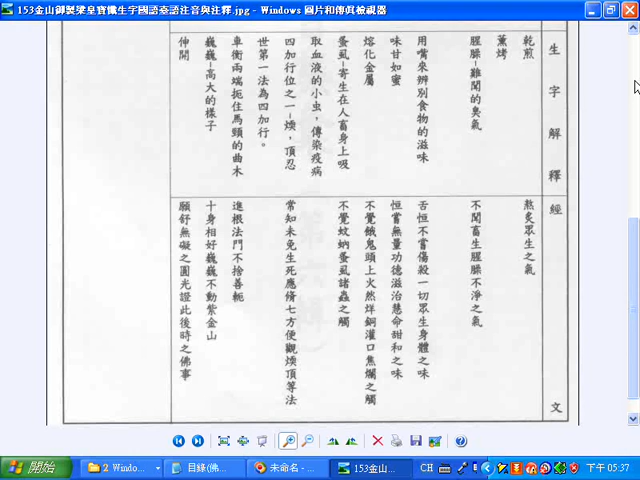 153金山御製梁皇寶懺生字國語臺語注音與注釋.jpg - Windows 圖片和傳真檢視器
生字解釋
乾煎
薰烤
腥臊-難聞的臭氣
用嘴來辨別食物的滋味
味甘如蜜
熔化金屬
蚤虱-寄生在人畜身上吸
取血液的小虫，傳染疫病
四加行位之一-煗，頂忍
世第一法為四加行。
車衡兩端扼住馬頸的曲木
巍巍-高大的樣子
伸開
經文
熬炙眾生之氣
不聞畜生腥臊不淨之氣
舌恒不嘗傷殺一切眾生身體之味
恒嘗無量功德滋治慧命甜和之味
不覺餓鬼頭上火然烊銅灌口焦爛之觸
不覺蚊蚋蚤虱諸蟲之觸
常知未免生死應脩七方便觀煗頂等法
進根法門不捨善軛
十身相好巍巍不動紫金山
願舒無礙之圓光證此後時之佛事
開始
2 Windo...
目錄(佛...
未命名 - ...
153金山...
CH
下午 05:37